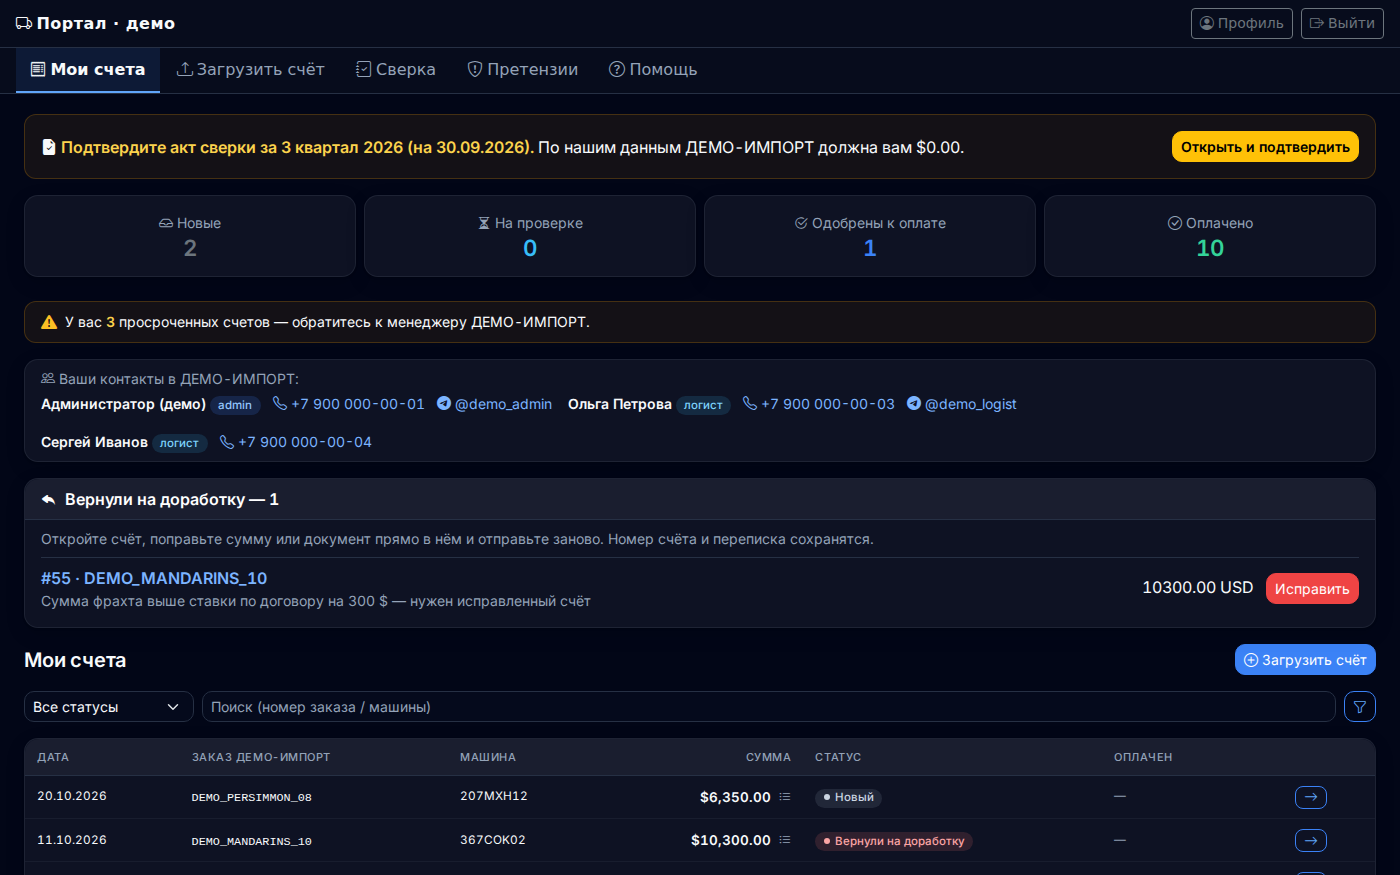 Портал · демо
Профиль
Выйти
Мои счета
Загрузить счёт
Сверка
Претензии
Помощь
Подтвердите акт сверки за 3 квартал 2026 (на 30.09.2026). По нашим данным ДЕМО-ИМПОРТ должна вам $0.00.
Открыть и подтвердить
Новые
2
На проверке
0
Одобрены к оплате
1
Оплачено
10
У вас 3 просроченных счетов — обратитесь к менеджеру ДЕМО-ИМПОРТ.
Ваши контакты в ДЕМО-ИМПОРТ:
Администратор (демо) admin +7 900 000-00-01 @demo_admin Ольга Петрова логист +7 900 000-00-03 @demo_logist
Сергей Иванов логист +7 900 000-00-04
Вернули на доработку — 1
Откройте счёт, поправьте сумму или документ прямо в нём и отправьте заново. Номер счёта и переписка сохранятся.
#55 · DEMO_MANDARINS_10
Сумма фрахта выше ставки по договору на 300 $ — нужен исправленный счёт
10300.00 USD
Исправить
Мои счета
Загрузить счёт
Все статусы
Поиск (номер заказа / машины)
ДАТА ЗАКАЗ ДЕМО-ИМПОРТ МАШИНА СУММА СТАТУС ОПЛАЧЕН
20.10.2026 DEMO_PERSIMMON_08 207MXH12 $6,350.00 Новый —
11.10.2026 DEMO_MANDARINS_10 367COK02 $10,300.00 Вернули на доработку —